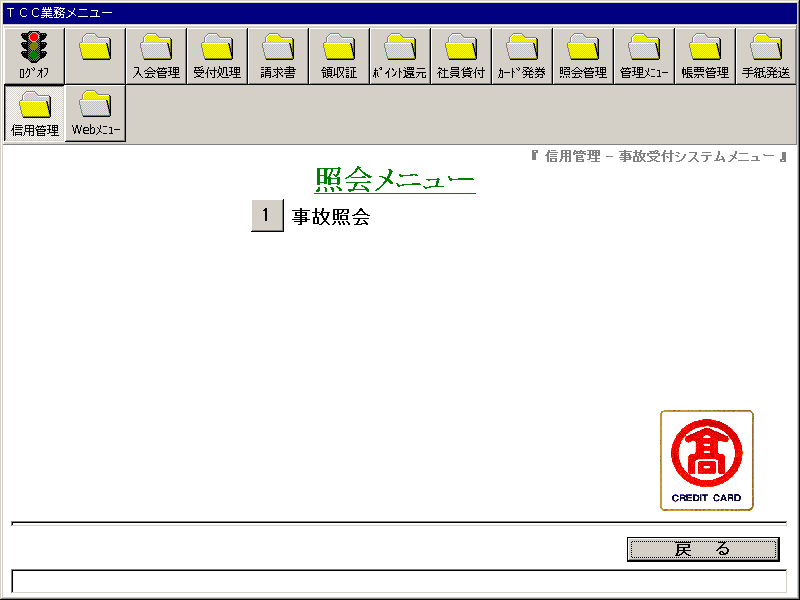 ＴＣＣ業務メニュー
ﾛｸﾞｵﾌ
入会管理
受付処理
請求書
領収証
ﾎﾟｲﾝﾄ還元
社員貸付
ｶｰﾄﾞ発券
照会管理
管理ﾒﾆｭｰ
帳票管理
手紙発送
信用管理
Webﾒﾆｭｰ
『 信用管理 − 事故受付システムメニュー 』
照会メニュー
1 事故照会
髙
CREDIT CARD
戻 る